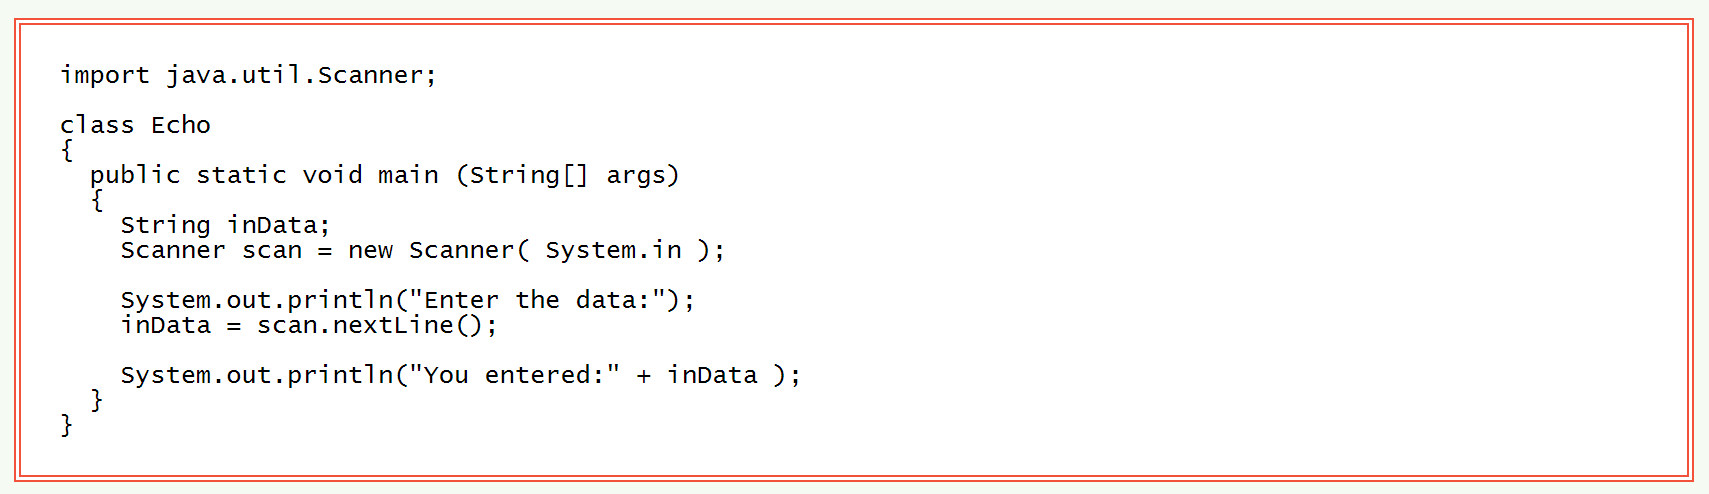 import java.util.Scanner;
class Echo
{
  public static void main (String[] args)
  {
    String inData;
    Scanner scan = new Scanner( System.in );
    System.out.println("Enter the data:");
    inData = scan.nextLine();
    System.out.println("You entered:" + inData );
  }
}